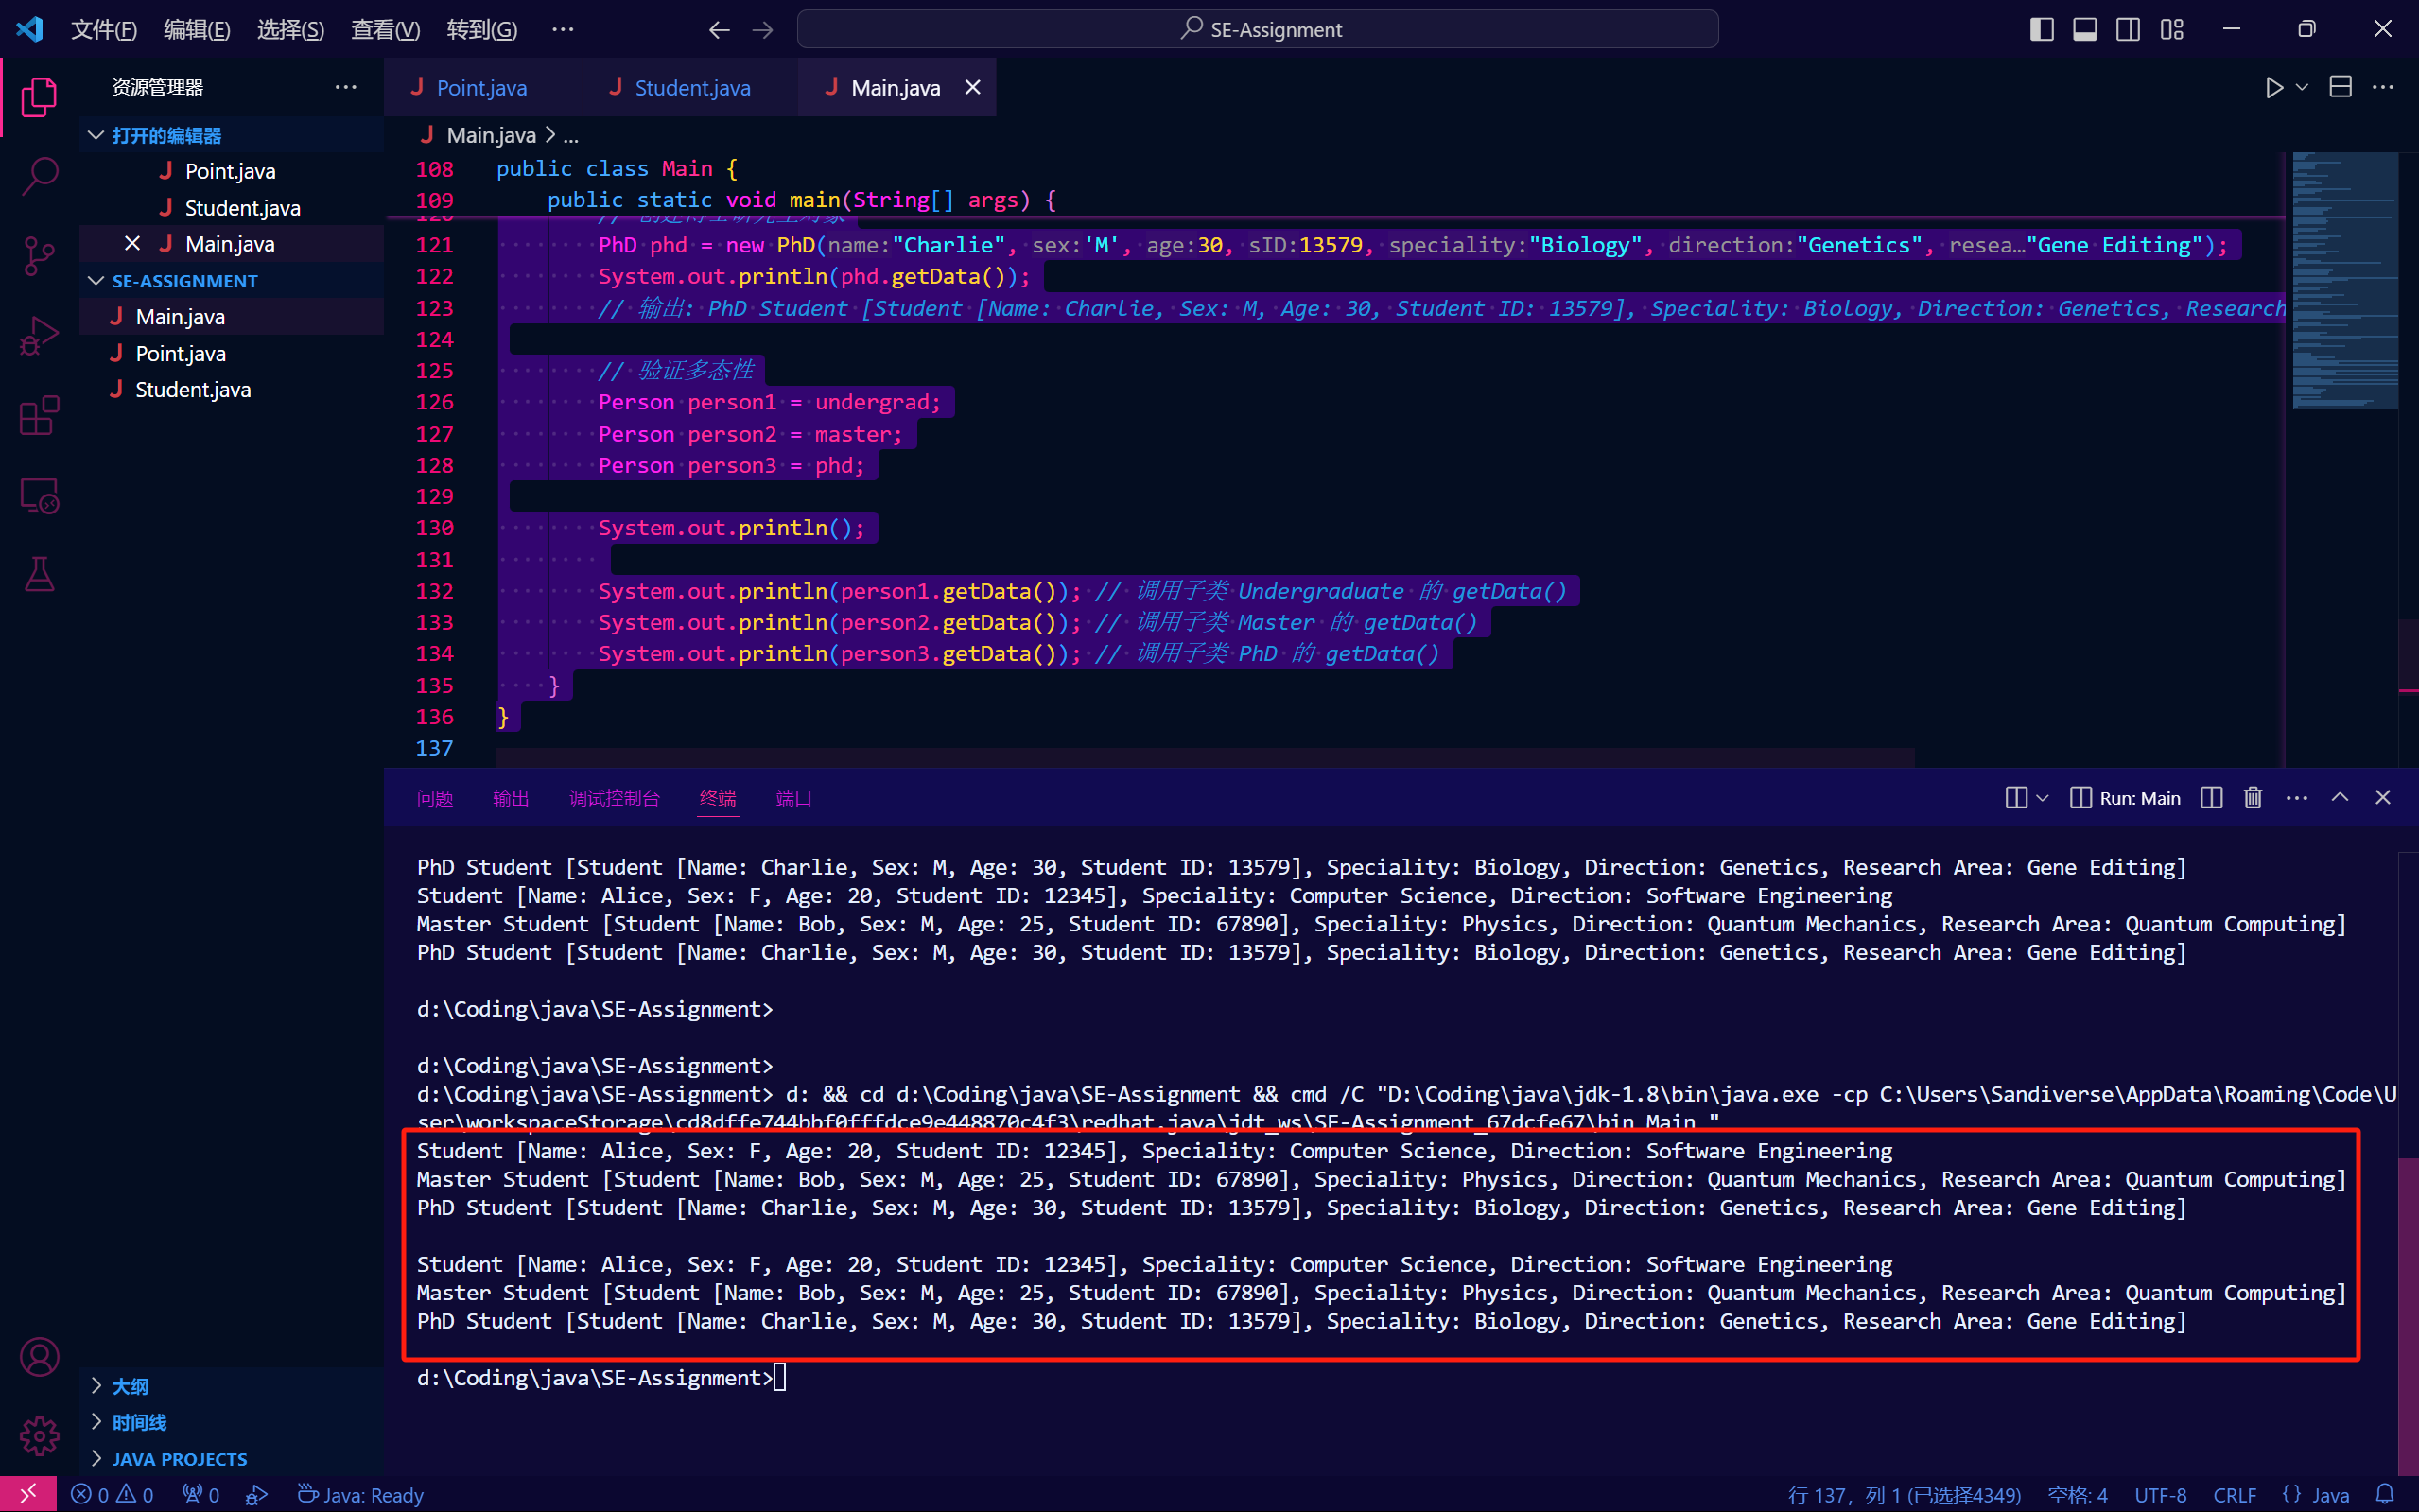 文件(F) 编辑(E) 选择(S) 查看(V) 转到(G) ··· SE-Assignment
资源管理器 ···
打开的编辑器
Point.java
Student.java
Main.java
SE-ASSIGNMENT
Main.java
Point.java
Student.java
大纲
时间线
JAVA PROJECTS
Point.java Student.java Main.java
Main.java > ...
108 public class Main {
109 public static void main(String[] args) {
120 // 创建博士研究生对象
121 PhD phd = new PhD(name:"Charlie", sex:'M', age:30, sID:13579, speciality:"Biology", direction:"Genetics", resea…"Gene Editing");
122 System.out.println(phd.getData());
123 // 输出: PhD Student [Student [Name: Charlie, Sex: M, Age: 30, Student ID: 13579], Speciality: Biology, Direction: Genetics, Research
124
125 // 验证多态性
126 Person person1 = undergrad;
127 Person person2 = master;
128 Person person3 = phd;
129
130 System.out.println();
131
132 System.out.println(person1.getData()); // 调用子类 Undergraduate 的 getData()
133 System.out.println(person2.getData()); // 调用子类 Master 的 getData()
134 System.out.println(person3.getData()); // 调用子类 PhD 的 getData()
135 }
136 }
137
问题 输出 调试控制台 终端 端口 Run: Main
PhD Student [Student [Name: Charlie, Sex: M, Age: 30, Student ID: 13579], Speciality: Biology, Direction: Genetics, Research Area: Gene Editing]
Student [Name: Alice, Sex: F, Age: 20, Student ID: 12345], Speciality: Computer Science, Direction: Software Engineering
Master Student [Student [Name: Bob, Sex: M, Age: 25, Student ID: 67890], Speciality: Physics, Direction: Quantum Mechanics, Research Area: Quantum Computing]
PhD Student [Student [Name: Charlie, Sex: M, Age: 30, Student ID: 13579], Speciality: Biology, Direction: Genetics, Research Area: Gene Editing]
d:\Coding\java\SE-Assignment>
d:\Coding\java\SE-Assignment>
d:\Coding\java\SE-Assignment> d: && cd d:\Coding\java\SE-Assignment && cmd /C "D:\Coding\java\jdk-1.8\bin\java.exe -cp C:\Users\Sandiverse\AppData\Roaming\Code\U
ser\workspaceStorage\cd8dffe744bbf0fffdce9e448870c4f3\redhat.java\jdt_ws\SE-Assignment_67dcfe67\bin Main "
Student [Name: Alice, Sex: F, Age: 20, Student ID: 12345], Speciality: Computer Science, Direction: Software Engineering
Master Student [Student [Name: Bob, Sex: M, Age: 25, Student ID: 67890], Speciality: Physics, Direction: Quantum Mechanics, Research Area: Quantum Computing]
PhD Student [Student [Name: Charlie, Sex: M, Age: 30, Student ID: 13579], Speciality: Biology, Direction: Genetics, Research Area: Gene Editing]
Student [Name: Alice, Sex: F, Age: 20, Student ID: 12345], Speciality: Computer Science, Direction: Software Engineering
Master Student [Student [Name: Bob, Sex: M, Age: 25, Student ID: 67890], Speciality: Physics, Direction: Quantum Mechanics, Research Area: Quantum Computing]
PhD Student [Student [Name: Charlie, Sex: M, Age: 30, Student ID: 13579], Speciality: Biology, Direction: Genetics, Research Area: Gene Editing]
d:\Coding\java\SE-Assignment>
0 0 0 Java: Ready 行 137，列 1 (已选择4349) 空格: 4 UTF-8 CRLF {} Java